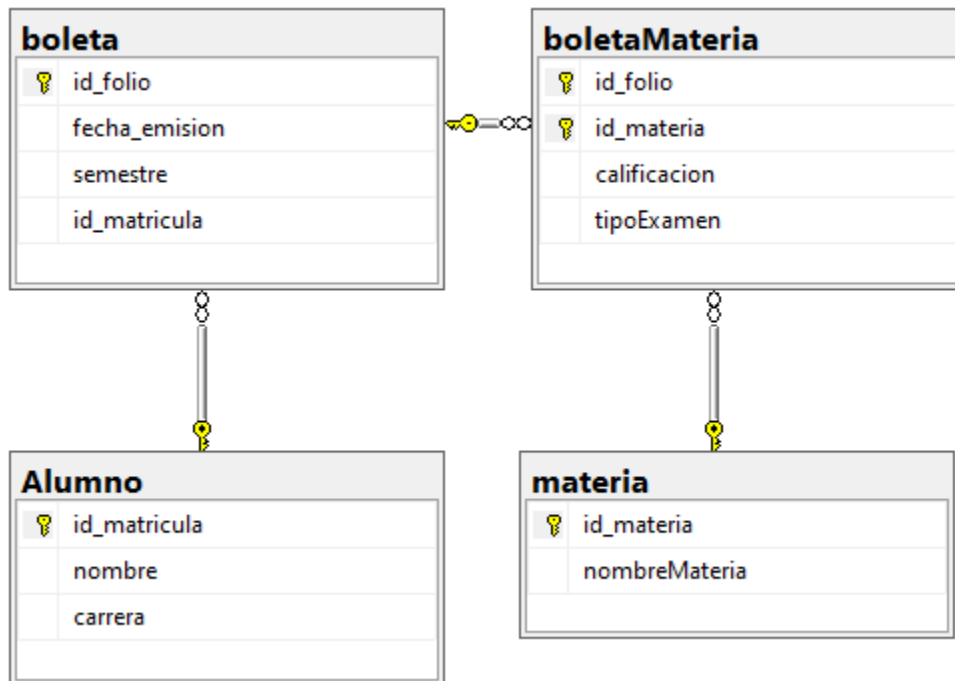 boleta
id_folio
fecha_emision
semestre
id_matricula
boletaMateria
id_folio
id_materia
calificacion
tipoExamen
Alumno
id_matricula
nombre
carrera
materia
id_materia
nombreMateria